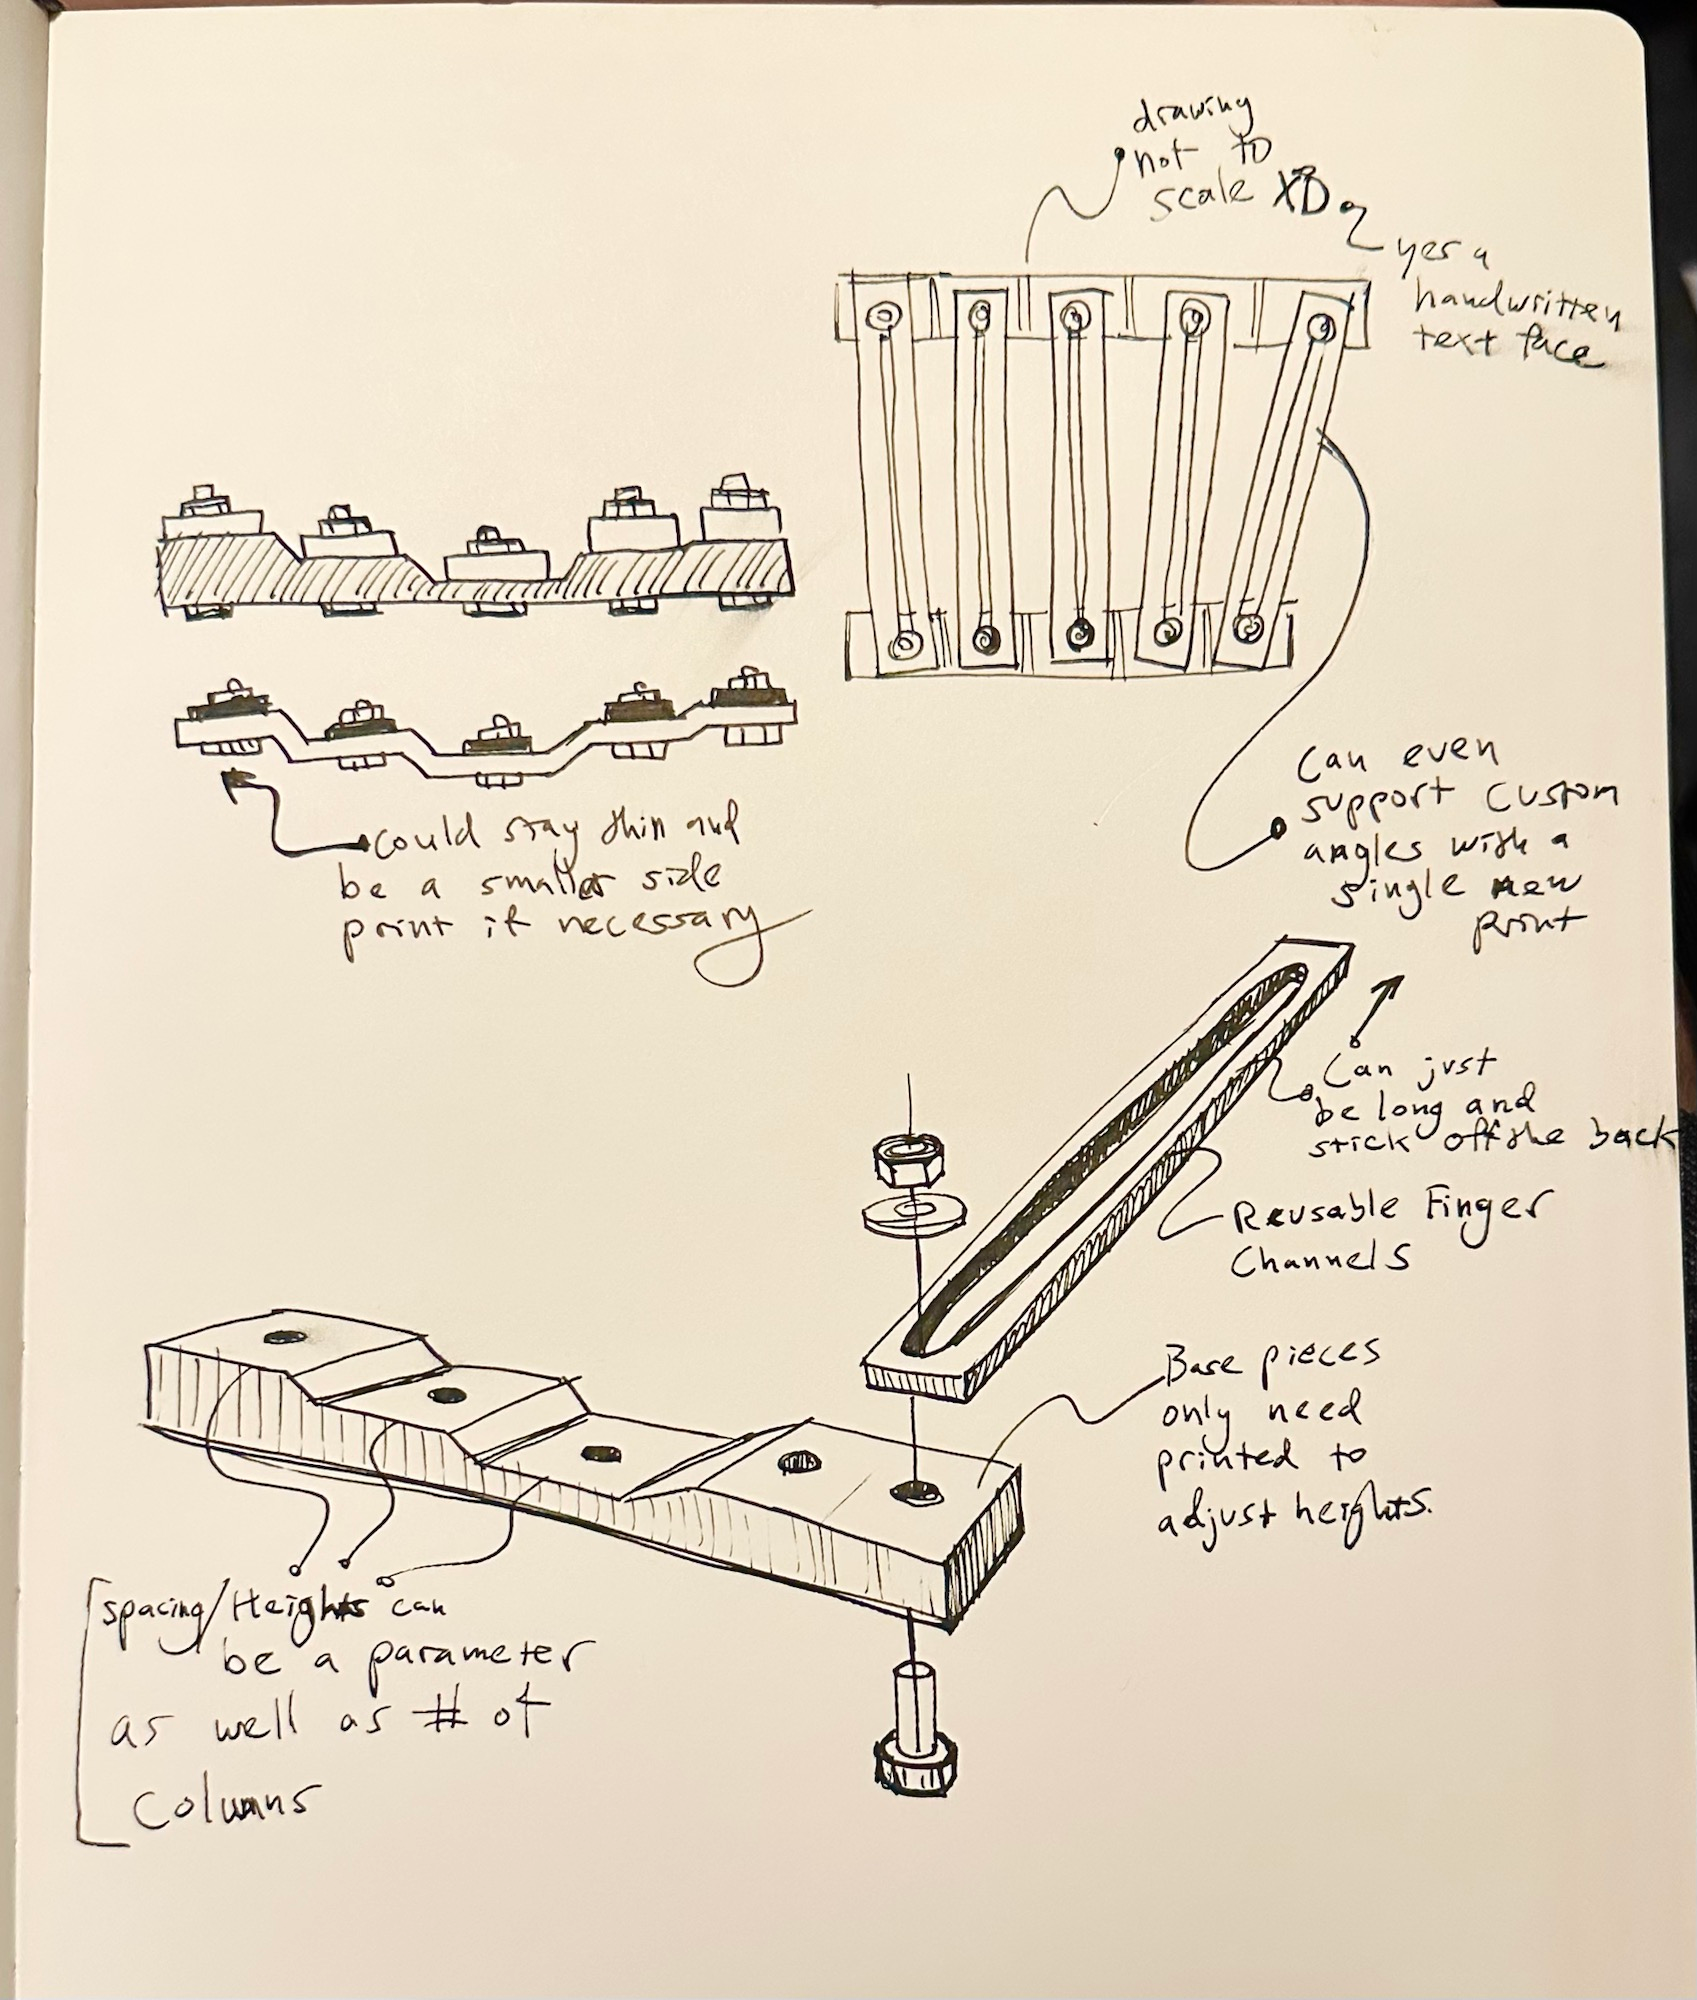 drawing
not to
scale XD
yes a
handwritten
text face
Could stay thin and
be a smaller side
print if necessary
Can even
support custom
angles with a
single new
print
Can just
be long and
stick off the back
Reusable Finger
Channels
Base pieces
only need
printed to
adjust heights.
spacing/Heights can
be a parameter
as well as # of
Columns